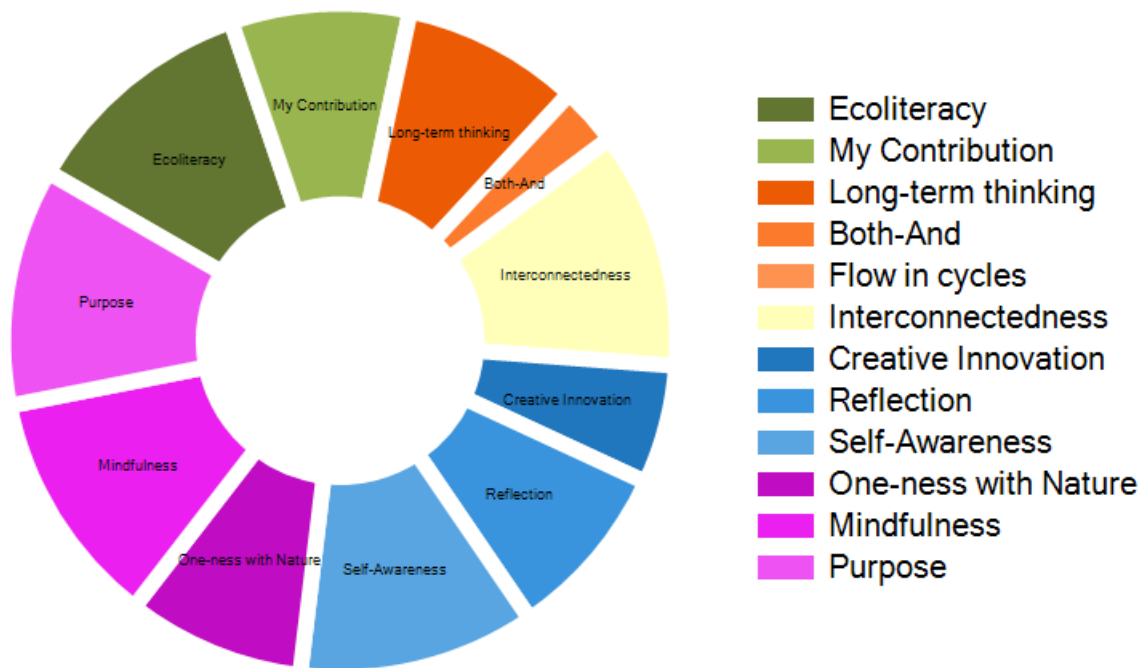 My Contribution
Long-term thinking
Ecoliteracy
Both-And
Interconnectedness
Purpose
Creative Innovation
Mindfulness
Reflection
One-ness with Nature
Self-Awareness
Ecoliteracy
My Contribution
Long-term thinking
Both-And
Flow in cycles
Interconnectedness
Creative Innovation
Reflection
Self-Awareness
One-ness with Nature
Mindfulness
Purpose